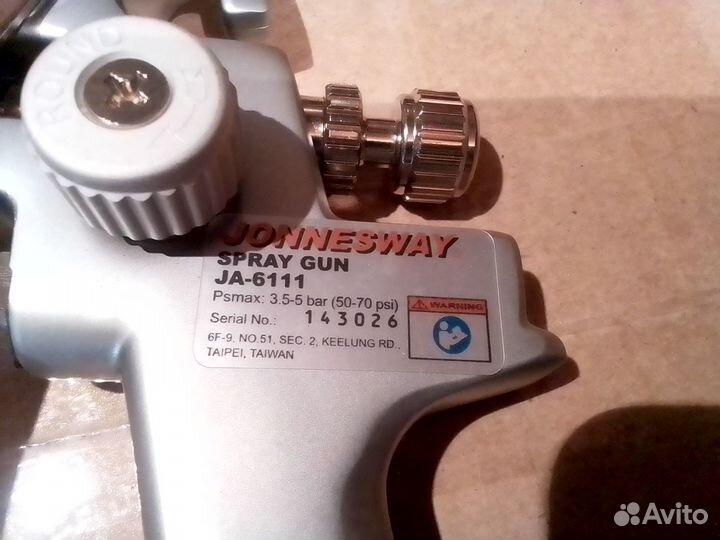 ROUND
JONNESWAY
SPRAY GUN
JA-6111
Psmax: 3.5-5 bar (50-70 psi)
Serial No.: 143026
WARNING
6F-9, NO.51, SEC. 2, KEELUNG RD.,
TAIPEI, TAIWAN
Avito